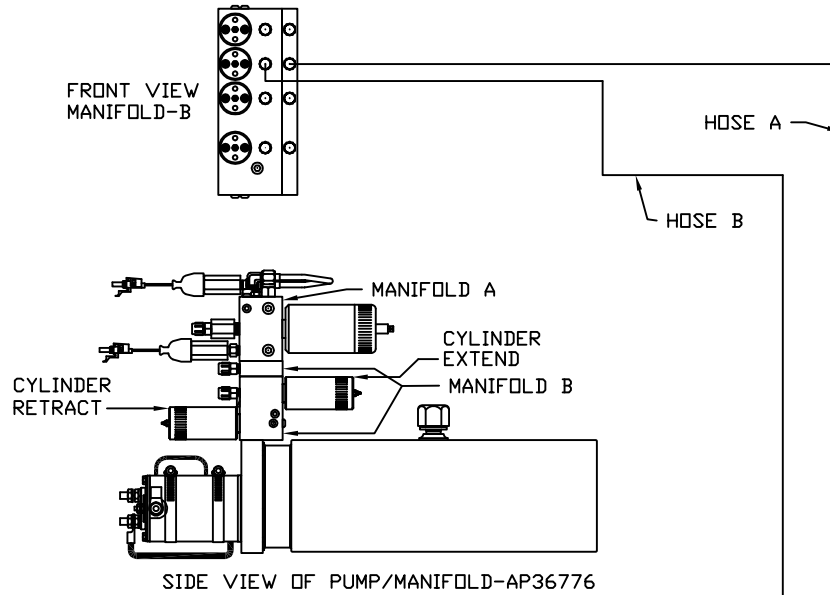 FRONT VIEW
MANIFOLD-B
HOSE A
HOSE B
MANIFOLD A
CYLINDER
EXTEND
MANIFOLD B
CYLINDER
RETRACT
SIDE VIEW OF PUMP/MANIFOLD-AP36776